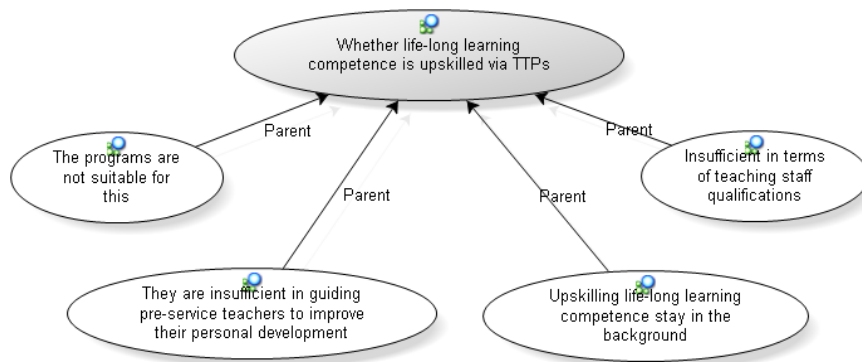 Whether life-long learning
competence is upskilled via TTPs
Parent
Parent
Parent
Parent
The programs are
not suitable for
this
Insufficient in terms
of teaching staff
qualifications
They are insufficient in guiding
pre-service teachers to improve
their personal development
Upskilling life-long learning
competence stay in the
background